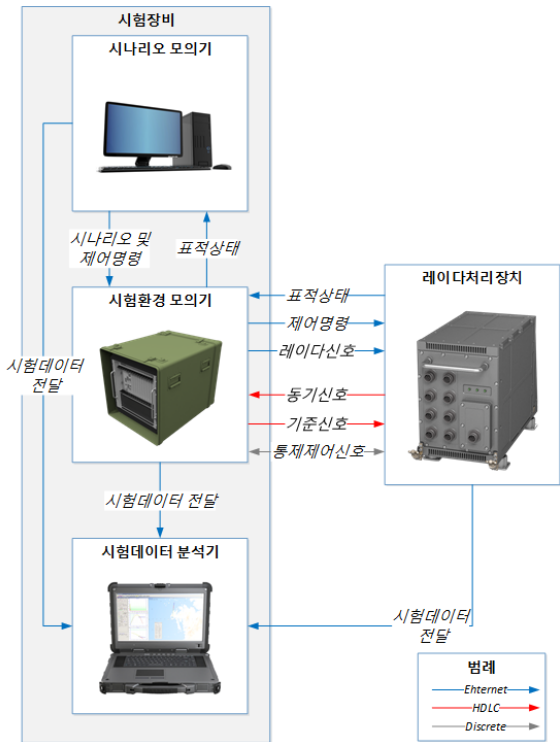 시험장비
시나리오 모의기
시나리오 및
제어명령
표적상태
시험환경 모의기
표적상태
제어명령
레이다신호
동기신호
기준신호
통제제어신호
레이다처리장치
시험데이터
전달
시험데이터 전달
시험데이터 분석기
시험데이터
전달
범례
Ehternet
HDLC
Discrete